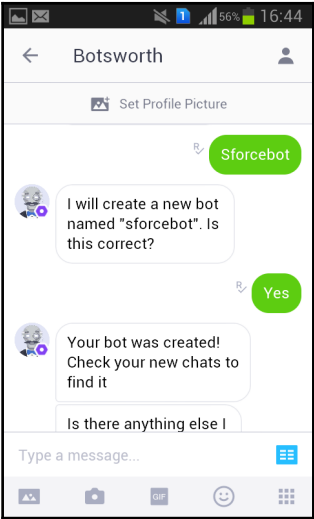 1 56% 16:44
Botsworth
Set Profile Picture
R
Sforcebot
I will create a new bot
named "sforcebot". Is
this correct?
R
Yes
Your bot was created!
Check your new chats to
find it
Is there anything else I
Type a message...
GIF